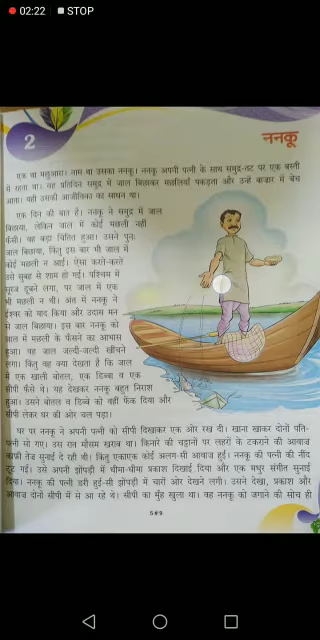 02:22 STOP
2
ननकू
एक था मछुआरा। नाम था उसका ननकू। ननकू अपनी पत्नी के साथ समुद्र-तट पर एक बस्ती
में रहता था। वह प्रतिदिन समुद्र में जाल बिछाकर मछलियाँ पकड़ता और उन्हें बाजार में बेच
आता। यही उसकी आजीविका का साधन था।
एक दिन की बात है। ननकू ने समुद्र में जाल
बिछाया, लेकिन जाल में कोई मछली नहीं
फँसी। वह बड़ा चिंतित हुआ। उसने पुनः
जाल बिछाया, किंतु इस बार भी जाल में
कोई मछली न आई। ऐसा करते-करते
उसे सुबह से शाम हो गई। पश्चिम में
सूरज डूबने लगा, पर जाल में एक
भी मछली न थी। अंत में ननकू ने
ईश्वर को याद किया और उदास मन
से जाल बिछाया। इस बार ननकू को
जाल में मछली के फँसने का आभास
हुआ। वह जाल जल्दी-जल्दी खींचने
लगा। किंतु वह क्या देखता है कि जाल
में एक खाली बोतल, एक डिब्बा व एक
सीपी फँसे थे। यह देखकर ननकू बहुत निराश
हुआ। उसने बोतल व डिब्बे को वहीं फेंक दिया और
सीपी लेकर घर की ओर चल पड़ा।
घर पर ननकू ने अपनी पत्नी को सीपी दिखाकर एक ओर रख दी। खाना खाकर दोनों पति-
पत्नी सो गए। उस रात मौसम खराब था। किनारे की चट्टानों पर लहरों के टकराने की आवाज
काफ़ी तेज सुनाई दे रही थी। किंतु एकाएक कोई अलग-सी आवाज हुई। ननकू की पत्नी की नींद
टूट गई। उसे अपनी झोंपड़ी में धीमा-धीमा प्रकाश दिखाई दिया और एक मधुर संगीत सुनाई
दिया। ननकू की पत्नी डरी हुई-सी झोंपड़ी में चारों ओर देखने लगी। उसने देखा, प्रकाश और
आवाज दोनों सीपी में से आ रहे थे। सीपी का मुँह खुला था। वह ननकू को जगाने की सोच ही